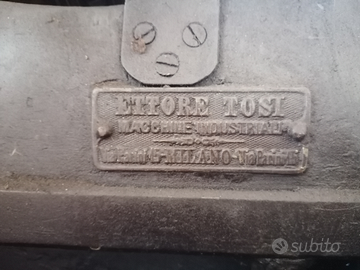 ETTORE TOSI
MACCHINE INDUSTRIALI
MILANO
subito